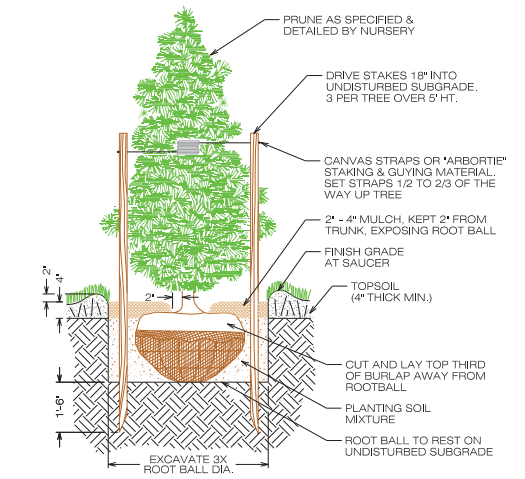 PRUNE AS SPECIFIED &
DETAILED BY NURSERY
DRIVE STAKES 18" INTO
UNDISTURBED SUBGRADE.
3 PER TREE OVER 5' HT.
CANVAS STRAPS OR "ARBORTIE"
STAKING & GUYING MATERIAL.
SET STRAPS 1/2 TO 2/3 OF THE
WAY UP TREE
2" - 4" MULCH, KEPT 2" FROM
TRUNK, EXPOSING ROOT BALL
FINISH GRADE
AT SAUCER
2"
4"
2"
TOPSOIL
(4" THICK MIN.)
CUT AND LAY TOP THIRD
OF BURLAP AWAY FROM
ROOTBALL
1'-6"
PLANTING SOIL
MIXTURE
ROOT BALL TO REST ON
UNDISTURBED SUBGRADE
EXCAVATE 3X
ROOT BALL DIA.